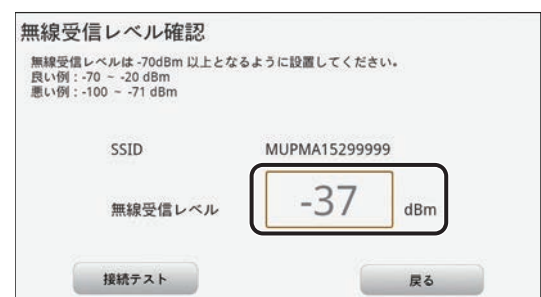 無線受信レベル確認
無線受信レベルは -70dBm 以上となるように設置してください。
良い例 : -70 ~ -20 dBm
悪い例 : -100 ~ -71 dBm
SSID MUPMA15299999
無線受信レベル -37 dBm
接続テスト 戻る